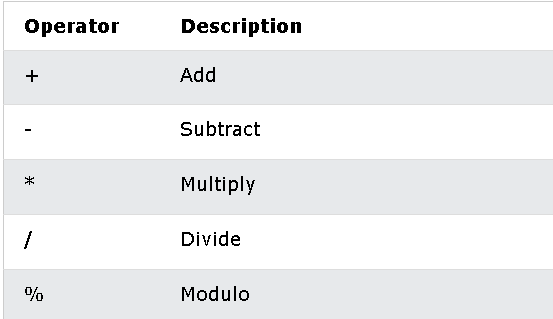 Operator Description
+ Add
- Subtract
* Multiply
/ Divide
% Modulo